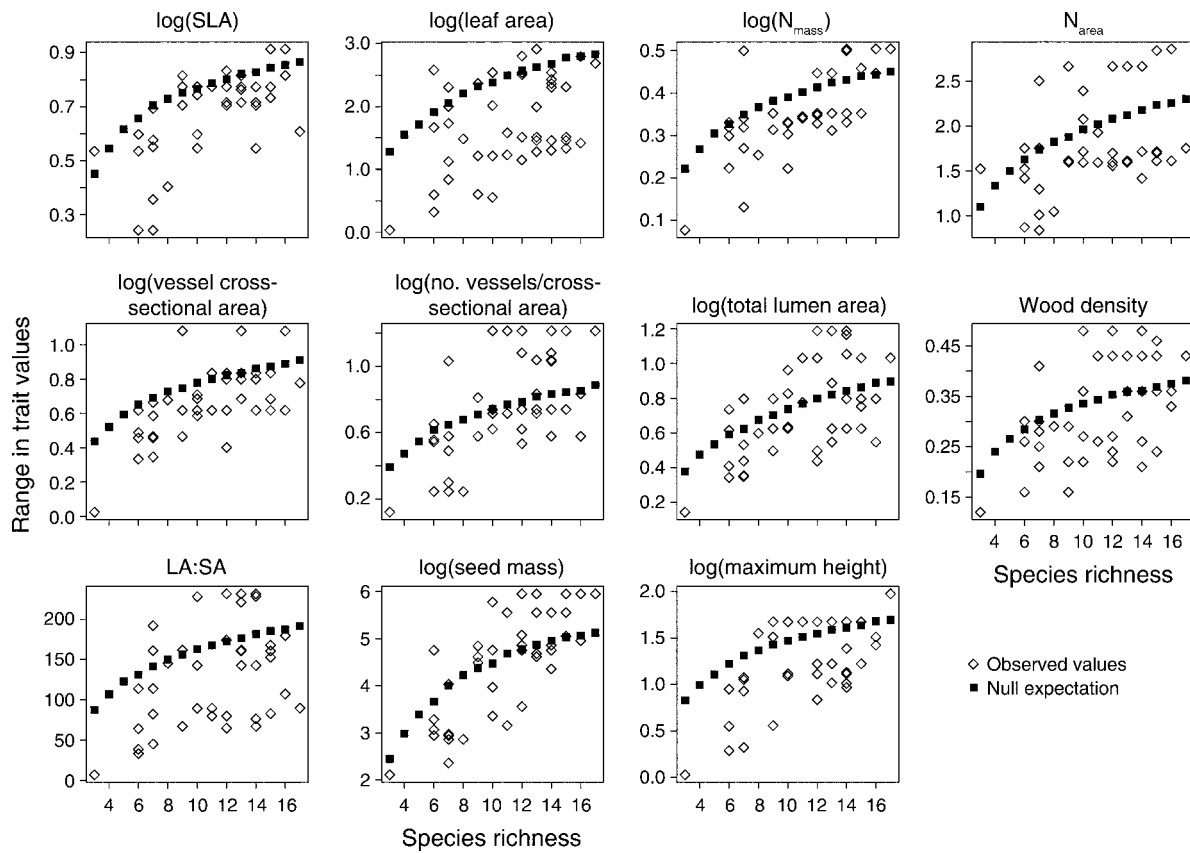 log(SLA)
log(leaf area)
log(Nmass)
Narea
0.9
0.7
0.5
0.3
3.0
2.0
1.0
0.0
0.5
0.4
0.3
0.2
0.1
2.5
2.0
1.5
1.0
log(vessel cross-
sectional area)
log(no. vessels/cross-
sectional area)
log(total lumen area)
Wood density
1.0
0.8
0.6
0.4
0.2
0.0
1.0
0.6
0.2
1.2
1.0
0.8
0.6
0.4
0.2
0.45
0.35
0.25
0.15
4 6 8 10 12 14 16
Species richness
Range in trait values
LA:SA
log(seed mass)
log(maximum height)
200
150
100
50
0
6
5
4
3
2
2.0
1.5
1.0
0.5
0.0
4 6 8 10 12 14 16
4 6 8 10 12 14 16
4 6 8 10 12 14 16
Species richness
Observed values
Null expectation